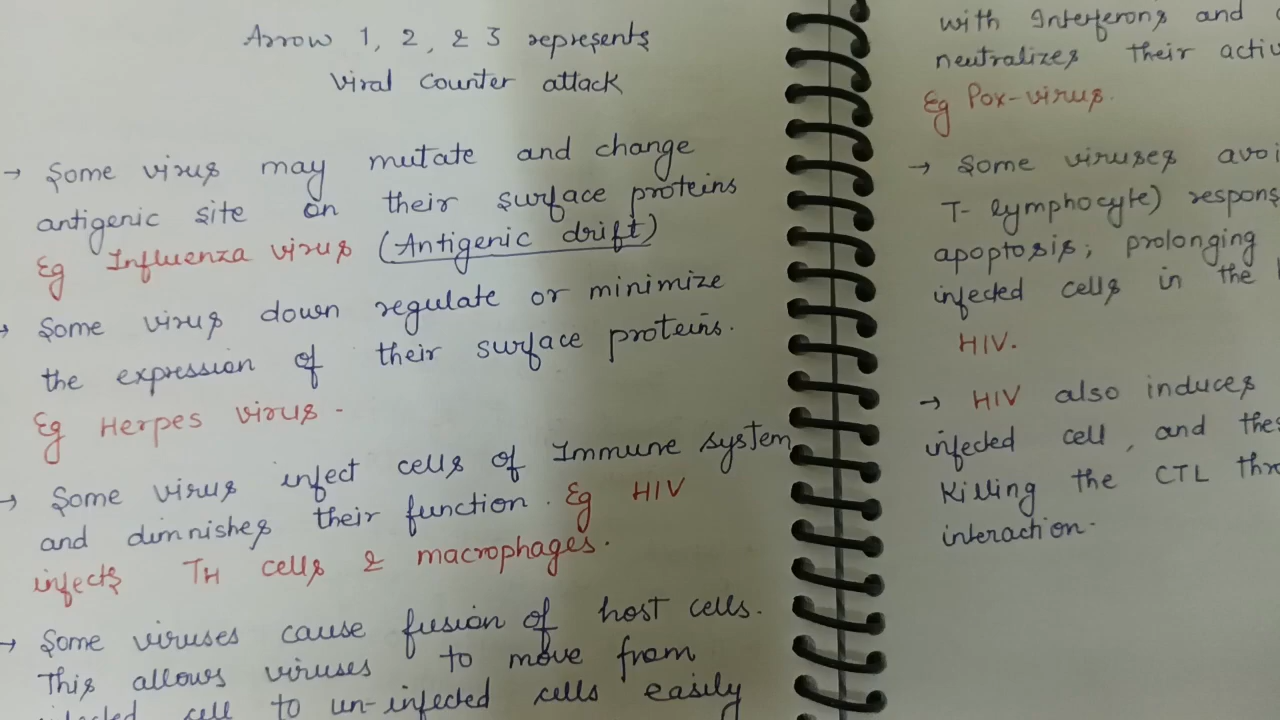 Arrow 1, 2, & 3 represents
Viral Counter attack
→ Some virus may mutate and change
antigenic site on their surface proteins
Eg Influenza virus (Antigenic drift)
→ Some virus down regulate or minimize
the expression of their surface proteins.
Eg Herpes virus.
→ Some virus infect cells of Immune system
and diminishes their function. Eg HIV
infects TH cells & macrophages.
→ Some viruses cause fusion of host cells.
This allows viruses to move from
cell to un-infected cells easily
with Interferons and
neutralizes their
Eg Pox-virus.
→ Some viruses
T- lymphocyte)
apoptosis; prolonging
infected cells in the
HIV.
→ HIV also induces
infected cell, and
Killing the CTL
interaction.